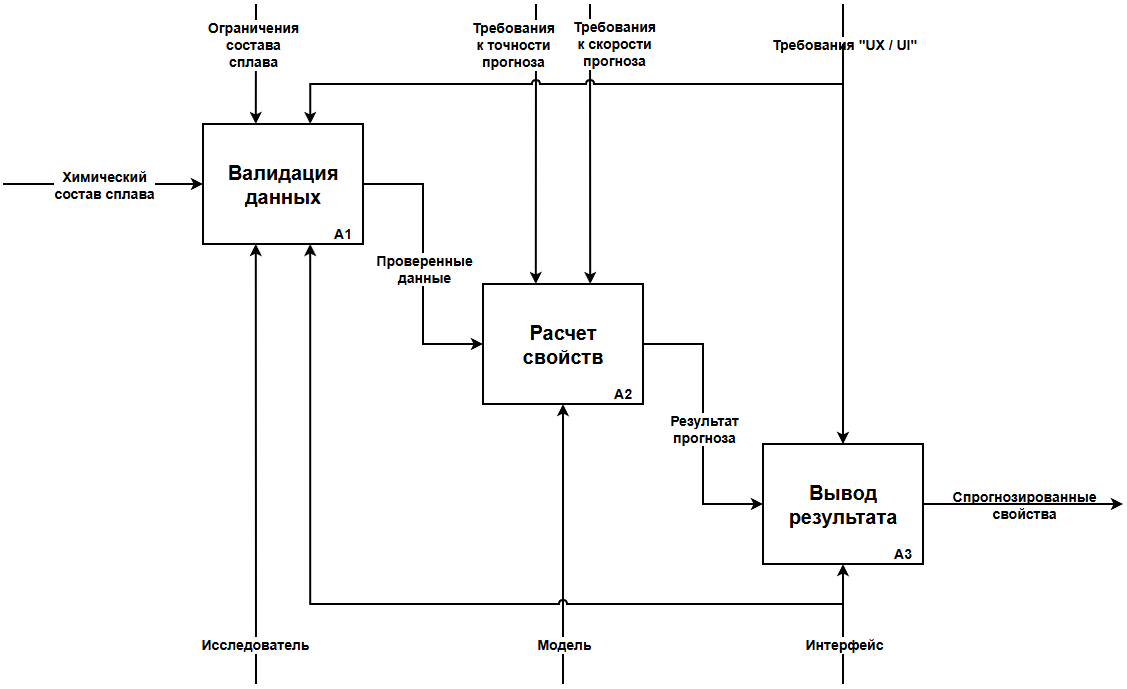 Ограничения
состава
сплава
Требования
к точности
прогноза
Требования
к скорости
прогноза
Требования "UX / UI"
Химический
состав сплава
Валидация
данных
A1
Проверенные
данные
Расчет
свойств
A2
Результат
прогноза
Вывод
результата
A3
Спрогнозированные
свойства
Исследователь
Модель
Интерфейс